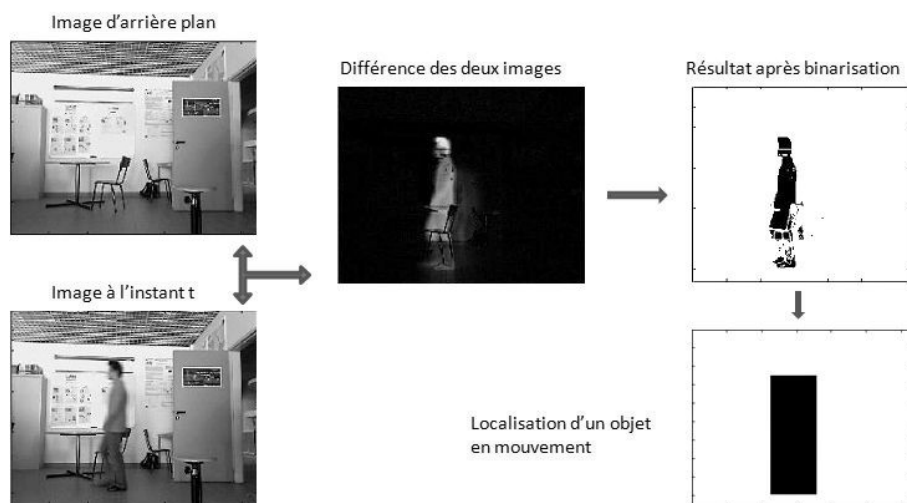 Image d'arrière plan
Différence des deux images
Résultat après binarisation
Image à l'instant t
Localisation d'un objet
en mouvement